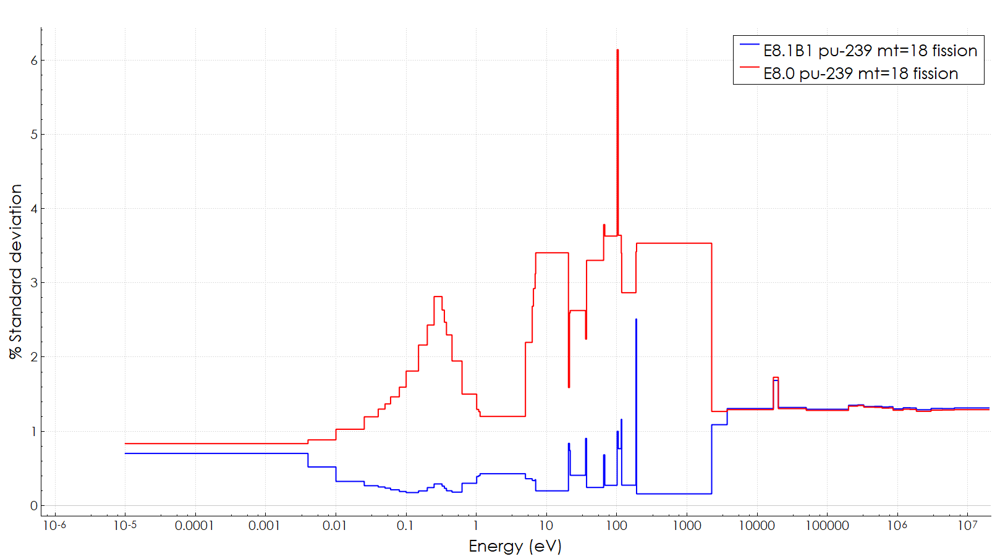 E8.1B1 pu-239 mt=18 fission
E8.0 pu-239 mt=18 fission
% Standard deviation
6
5
4
3
2
1
0
10-6 10-5 0.0001 0.001 0.01 0.1 1 10 100 1000 10000 100000 106 107
Energy (eV)